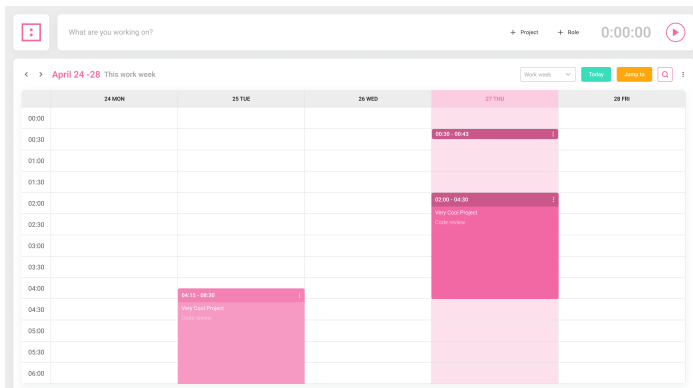 What are you working on?
+ Project
+ Role
0:00:00
< > April 24 -28 This work week
Work week
Today
Jump to
24 MON
25 TUE
26 WED
27 THU
28 FRI
00:00
00:30
00:30 - 00:43
01:00
01:30
02:00
02:00 - 04:30
Very Cool Project
Code review
02:30
03:00
03:30
04:00
04:15 - 08:30
Very Cool Project
Code review
04:30
05:00
05:30
06:00